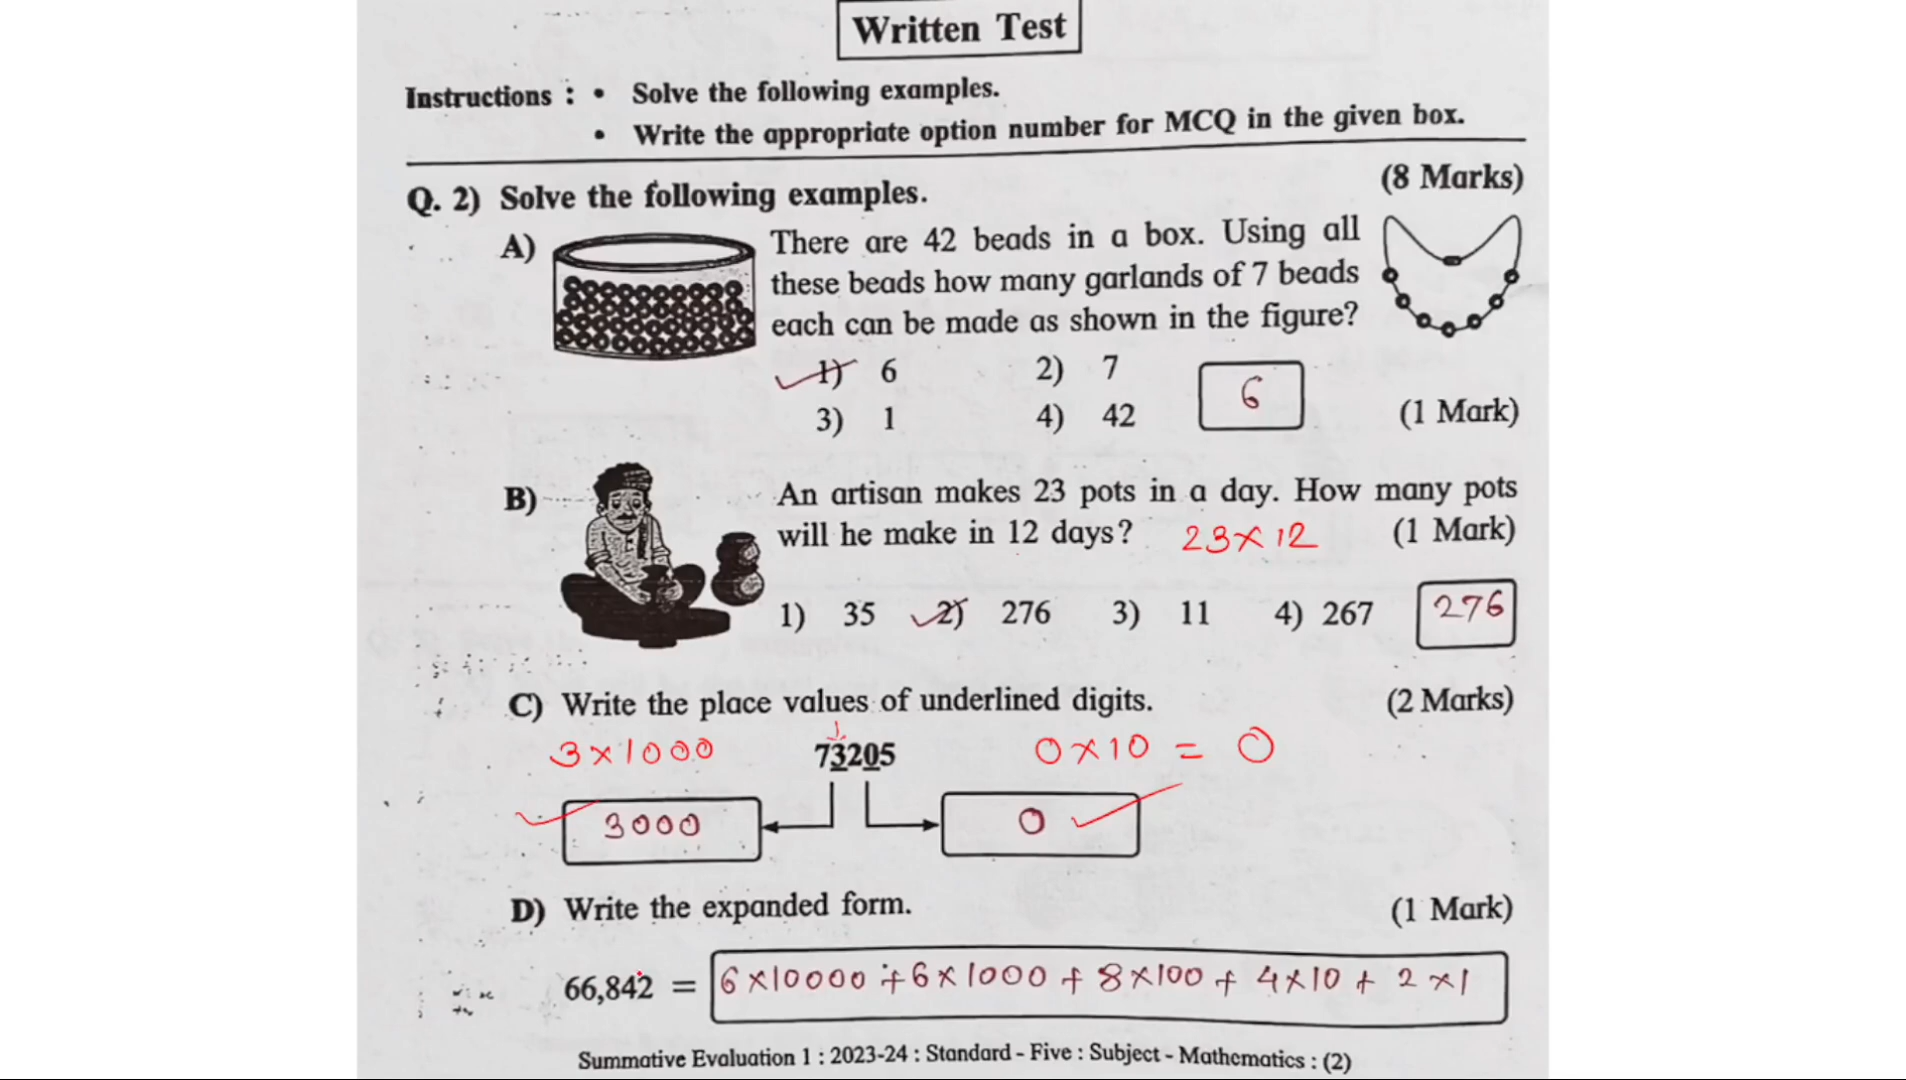 Written Test
Instructions : • Solve the following examples.
• Write the appropriate option number for MCQ in the given box.
(8 Marks)
Q. 2) Solve the following examples.
A) There are 42 beads in a box. Using all
these beads how many garlands of 7 beads
each can be made as shown in the figure?
1) 6 2) 7
6
3) 1 4) 42 (1 Mark)
B) An artisan makes 23 pots in a day. How many pots
will he make in 12 days? 23×12 (1 Mark)
1) 35 2) 276 3) 11 4) 267 276
C) Write the place values of underlined digits. (2 Marks)
3×1000 73205 0×10 = 0
3000 0
D) Write the expanded form. (1 Mark)
66,842 = 6×10000+6×1000+8×100+4×10+2×1
Summative Evaluation 1 : 2023-24 : Standard - Five : Subject - Mathematics : (2)